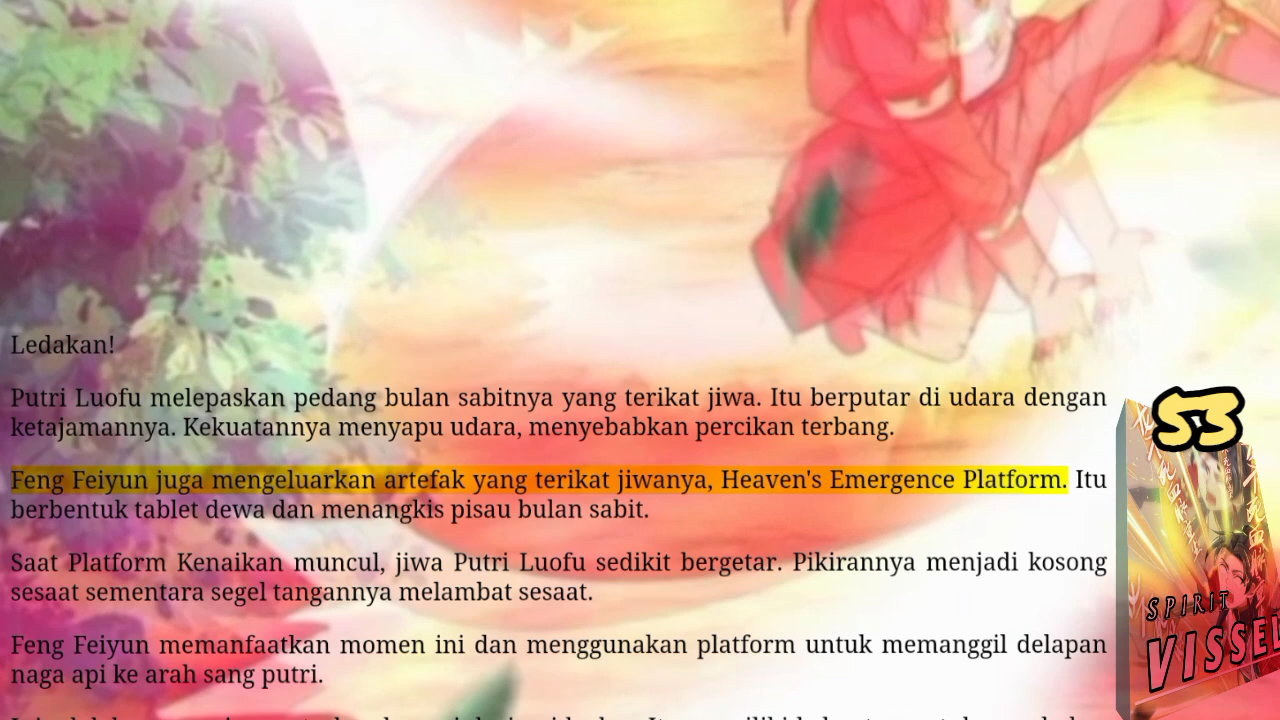 Ledakan!
Putri Luofu melepaskan pedang bulan sabitnya yang terikat jiwa. Itu berputar di udara dengan
ketajamannya. Kekuatannya menyapu udara, menyebabkan percikan terbang.
Feng Feiyun juga mengeluarkan artefak yang terikat jiwanya, Heaven's Emergence Platform. Itu
berbentuk tablet dewa dan menangkis pisau bulan sabit.
Saat Platform Kenaikan muncul, jiwa Putri Luofu sedikit bergetar. Pikirannya menjadi kosong
sesaat sementara segel tangannya melambat sesaat.
Feng Feiyun memanfaatkan momen ini dan menggunakan platform untuk memanggil delapan
naga api ke arah sang putri.
53
SPIRIT
VISSEL